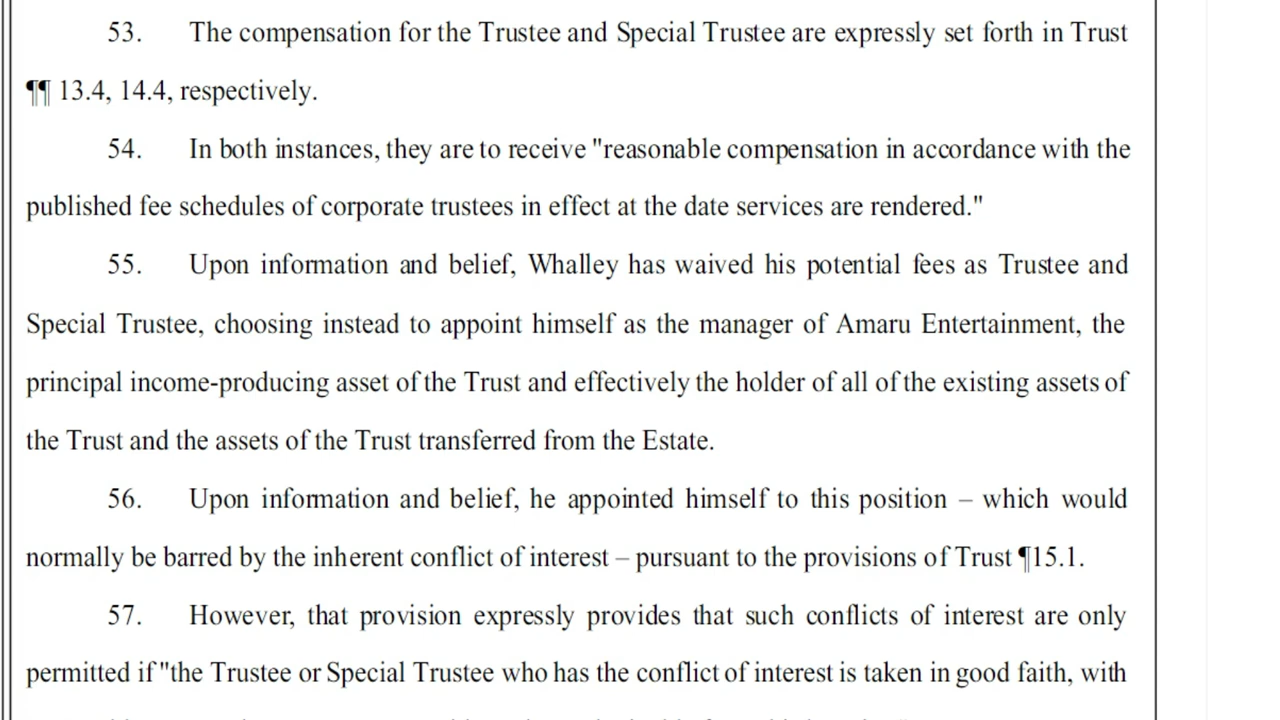 53. The compensation for the Trustee and Special Trustee are expressly set forth in Trust
¶¶ 13.4, 14.4, respectively.
54. In both instances, they are to receive "reasonable compensation in accordance with the
published fee schedules of corporate trustees in effect at the date services are rendered."
55. Upon information and belief, Whalley has waived his potential fees as Trustee and
Special Trustee, choosing instead to appoint himself as the manager of Amaru Entertainment, the
principal income-producing asset of the Trust and effectively the holder of all of the existing assets of
the Trust and the assets of the Trust transferred from the Estate.
56. Upon information and belief, he appointed himself to this position – which would
normally be barred by the inherent conflict of interest – pursuant to the provisions of Trust ¶15.1.
57. However, that provision expressly provides that such conflicts of interest are only
permitted if "the Trustee or Special Trustee who has the conflict of interest is taken in good faith, with